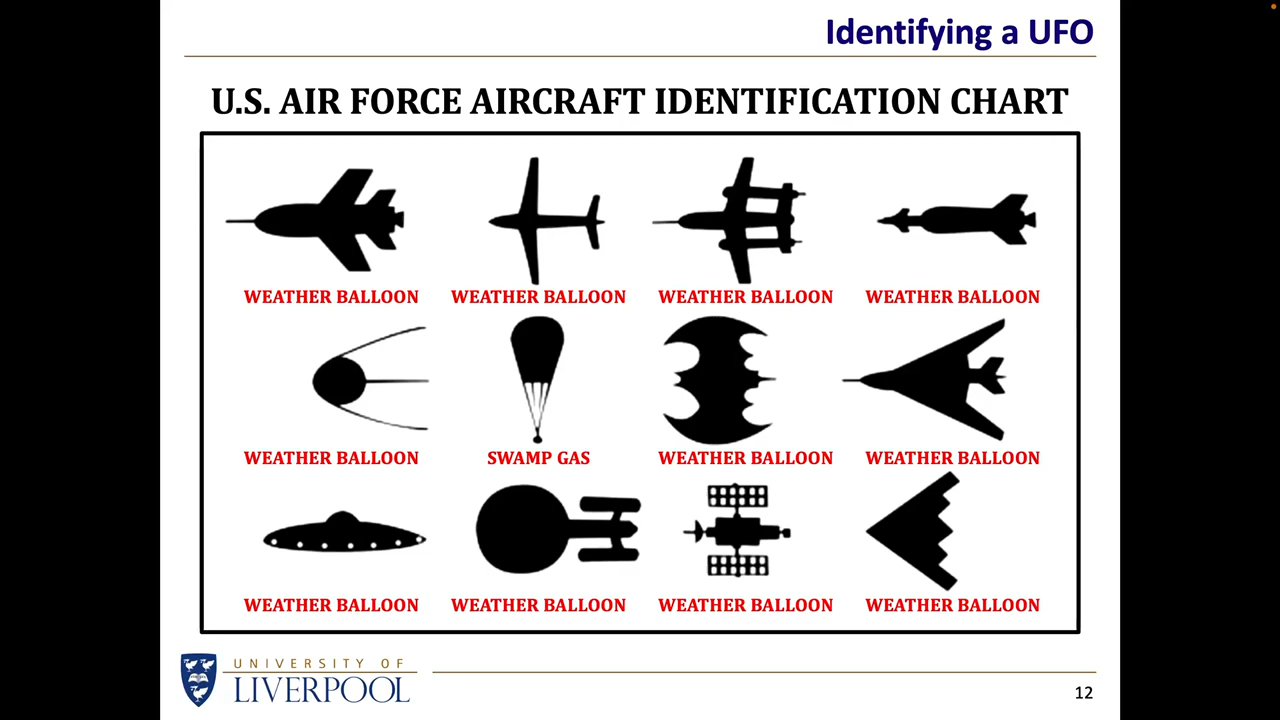 Identifying a UFO
U.S. AIR FORCE AIRCRAFT IDENTIFICATION CHART
WEATHER BALLOON WEATHER BALLOON WEATHER BALLOON WEATHER BALLOON
WEATHER BALLOON SWAMP GAS WEATHER BALLOON WEATHER BALLOON
WEATHER BALLOON WEATHER BALLOON WEATHER BALLOON WEATHER BALLOON
UNIVERSITY OF
LIVERPOOL
12